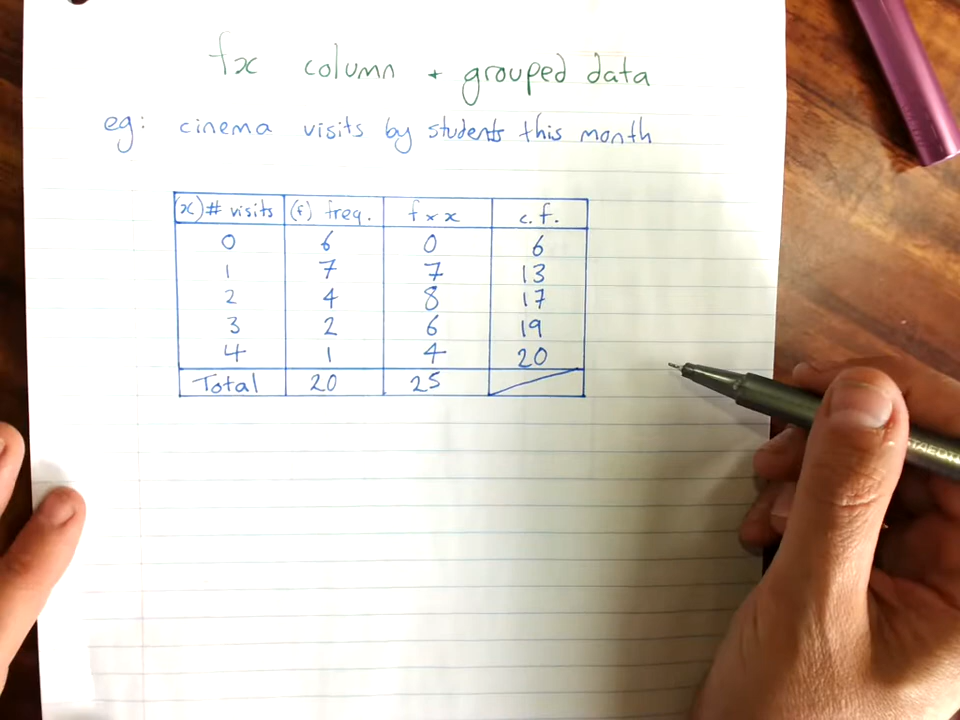 fx column + grouped data
eg: cinema visits by students this month
(x) # visits (f) freq. f × x c.f.
0 6 0 6
1 7 7 13
2 4 8 17
3 2 6 19
4 1 4 20
Total 20 25